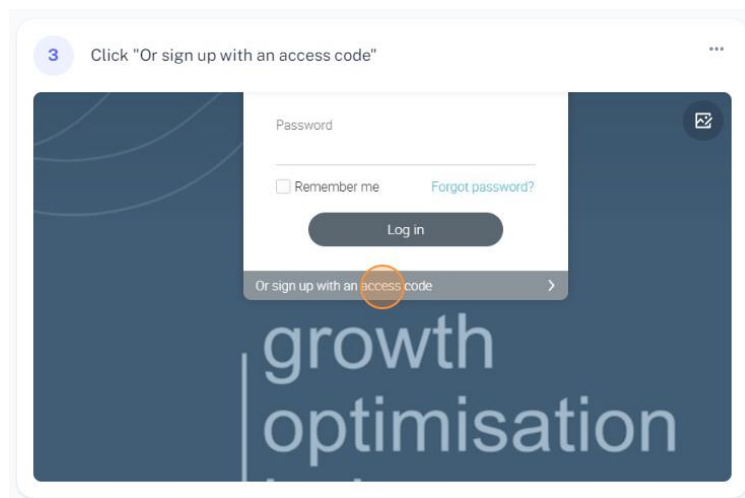 3 Click "Or sign up with an access code"
Password
Remember me Forgot password?
Log in
Or sign up with an access code
growth
optimisation